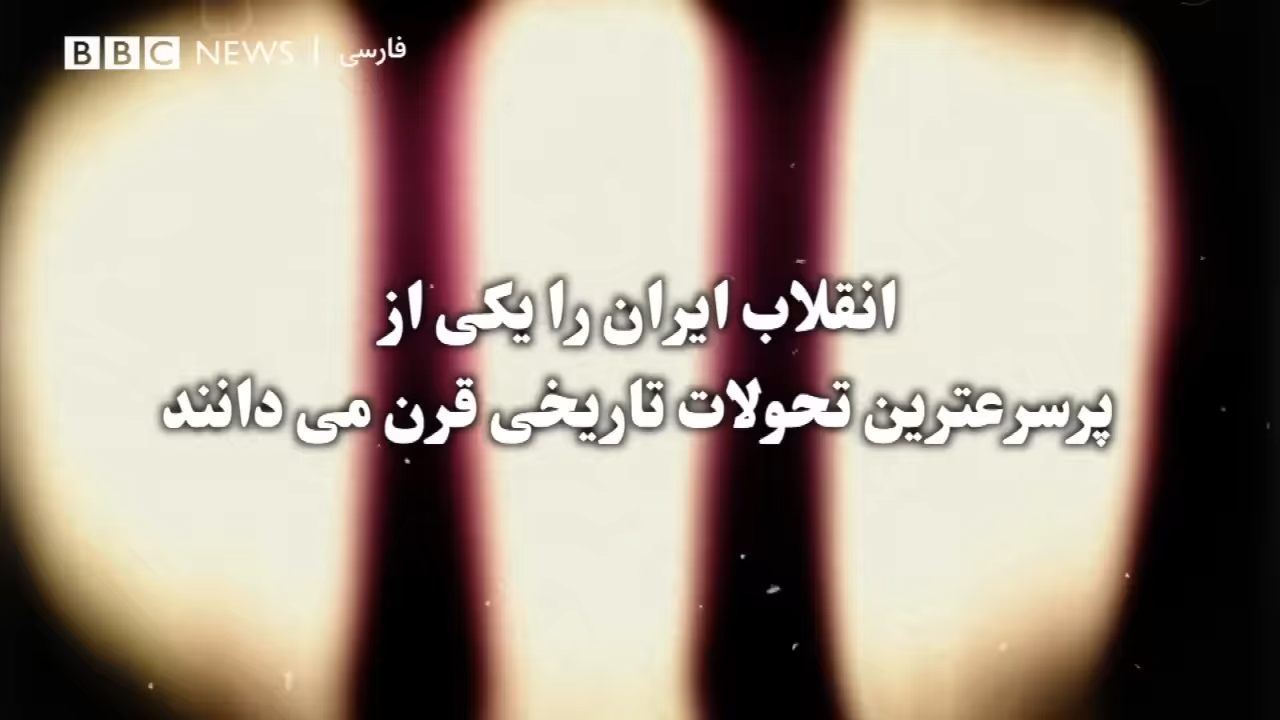 BBC NEWS | فارسی
انقلاب ایران را یکی از
پرسرعترین تحولات تاریخی قرن می دانند